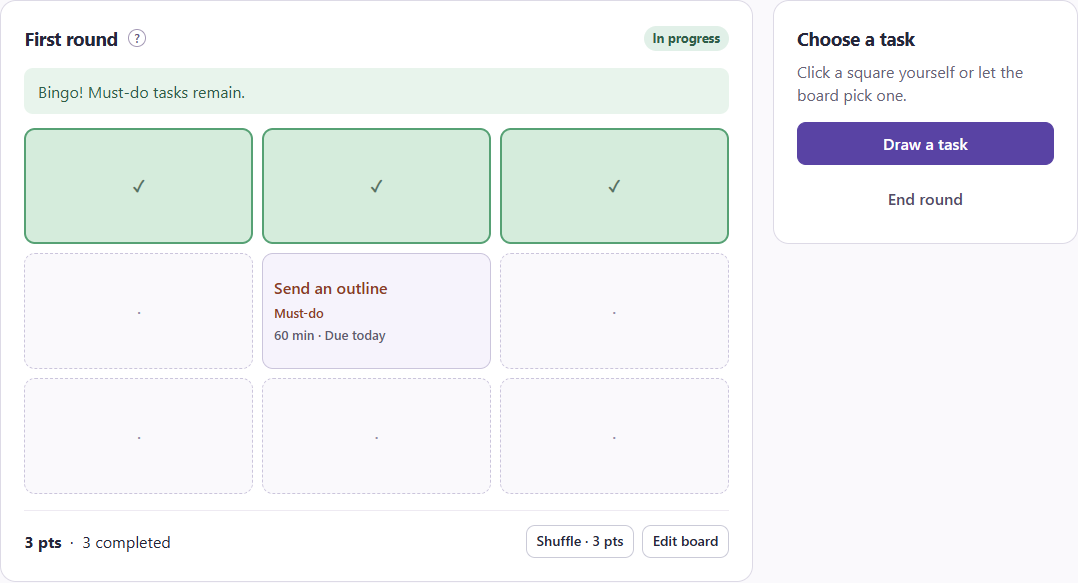 First round ?
In progress
Bingo! Must-do tasks remain.
✓ ✓ ✓
Send an outline
Must-do
60 min · Due today
3 pts · 3 completed
Shuffle · 3 pts
Edit board
Choose a task
Click a square yourself or let the
board pick one.
Draw a task
End round